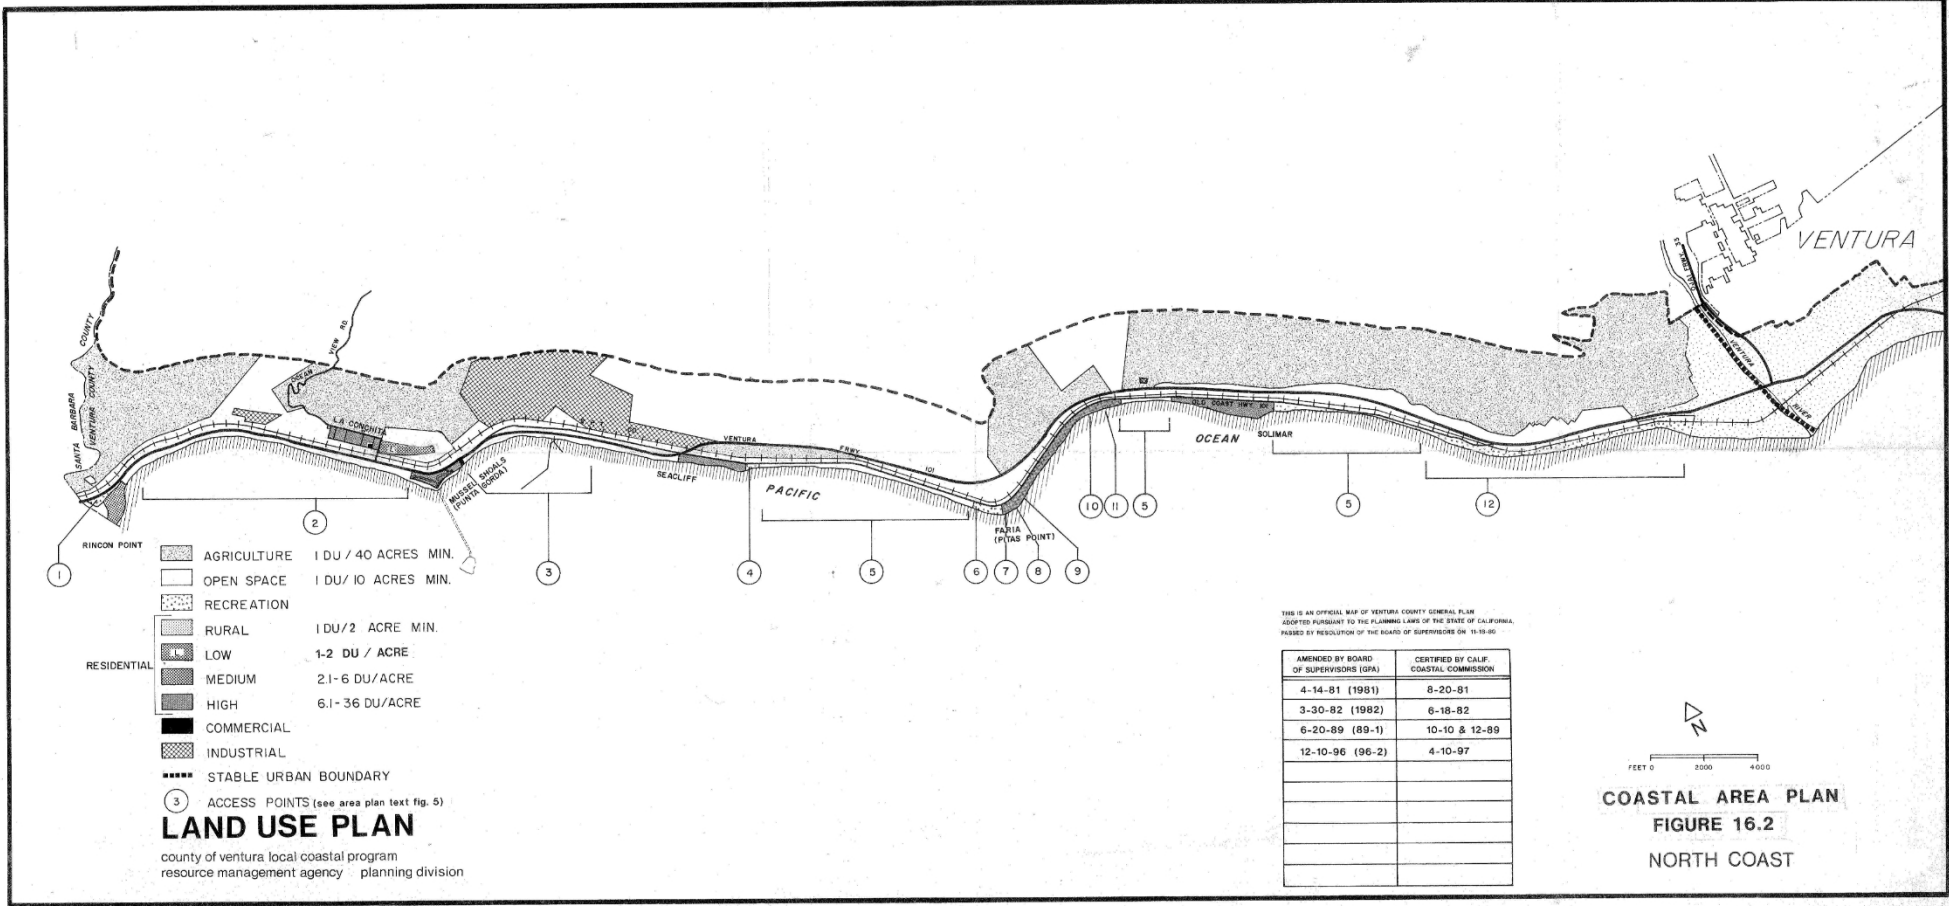 VENTURA
OJAI FRWY 33
COUNTY
SANTA BARBARA
VENTURA COUNTY
OCEAN VIEW RD.
LA CONCHITA
L
MUSSEL SHOALS
(PUNTA GORDA)
SEACLIFF
VENTURA FRWY 101
PACIFIC
OCEAN
OLD COAST HWY
SOLIMAR
VENTURA RIVER
FARIA
(PITAS POINT)
RINCON POINT
1
2
3
4
5
6
7
8
9
10
11
5
5
12
AGRICULTURE 1 DU / 40 ACRES MIN.
OPEN SPACE 1 DU/ 10 ACRES MIN.
RECREATION
RESIDENTIAL
RURAL 1 DU/2 ACRE MIN.
L LOW 1-2 DU / ACRE
MEDIUM 2.1-6 DU/ACRE
HIGH 6.1-36 DU/ACRE
COMMERCIAL
INDUSTRIAL
STABLE URBAN BOUNDARY
3 ACCESS POINTS (see area plan text fig. 5)
LAND USE PLAN
county of ventura local coastal program
resource management agency planning division
THIS IS AN OFFICIAL MAP OF VENTURA COUNTY GENERAL PLAN
ADOPTED PURSUANT TO THE PLANNING LAWS OF THE STATE OF CALIFORNIA,
PASSED BY RESOLUTION OF THE BOARD OF SUPERVISORS ON 11-18-80
AMENDED BY BOARD OF SUPERVISORS (GPA) CERTIFIED BY CALIF. COASTAL COMMISSION
4-14-81 (1981) 8-20-81
3-30-82 (1982) 6-18-82
6-20-89 (89-1) 10-10 & 12-89
12-10-96 (96-2) 4-10-97
N
FEET 0 2000 4000
COASTAL AREA PLAN
FIGURE 16.2
NORTH COAST